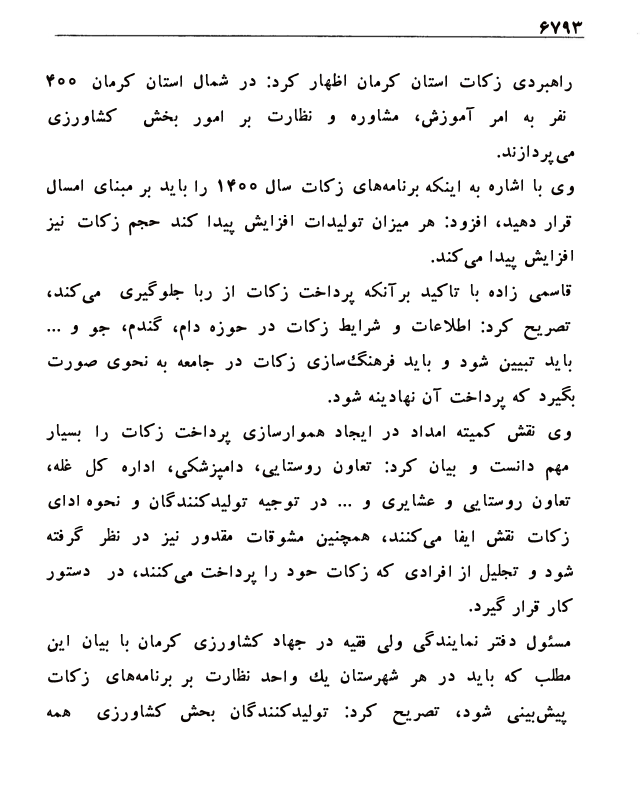 ۶۷۹۳
راهبردی زکات استان کرمان اظهار کرد: در شمال استان کرمان ۴۰۰
نفر به امر آموزش، مشاوره و نظارت بر امور بخش کشاورزی
می‌پردازند.
وی با اشاره به اینکه برنامه‌های زکات سال ۱۴۰۰ را باید بر مبنای امسال
قرار دهید، افزود: هر میزان تولیدات افزایش پیدا کند حجم زکات نیز
افزایش پیدا می‌کند.
قاسمی زاده با تاکید برآنکه پرداخت زکات از ربا جلوگیری می‌کند،
تصریح کرد: اطلاعات و شرایط زکات در حوزه دام، گندم، جو و ...
باید تبیین شود و باید فرهنگ‌سازی زکات در جامعه به نحوی صورت
بگیرد که پرداخت آن نهادینه شود.
وی نقش کمیته امداد در ایجاد هموارسازی پرداخت زکات را بسیار
مهم دانست و بیان کرد: تعاون روستایی، دامپزشکی، اداره کل غله،
تعاون روستایی و عشایری و ... در توجیه تولیدکنندگان و نحوه ادای
زکات نقش ایفا می‌کنند، همچنین مشوقات مقدور نیز در نظر گرفته
شود و تجلیل از افرادی که زکات حود را پرداخت می‌کنند، در دستور
کار قرار گیرد.
مسئول دفتر نمایندگی ولی فقیه در جهاد کشاورزی کرمان با بیان این
مطلب که باید در هر شهرستان یك واحد نظارت بر برنامه‌های زکات
پیش‌بینی شود، تصریح کرد: تولیدکنندگان بحش کشاورزی همه